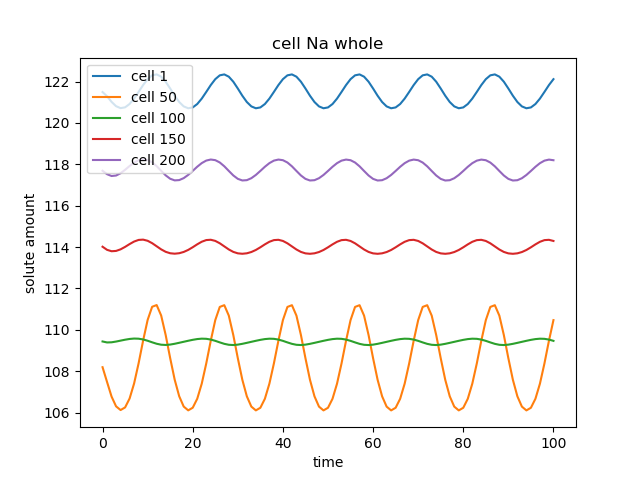 cell Na whole
cell 1
cell 50
cell 100
cell 150
cell 200
122
120
118
116
114
112
110
108
106
solute amount
0
20
40
60
80
100
time